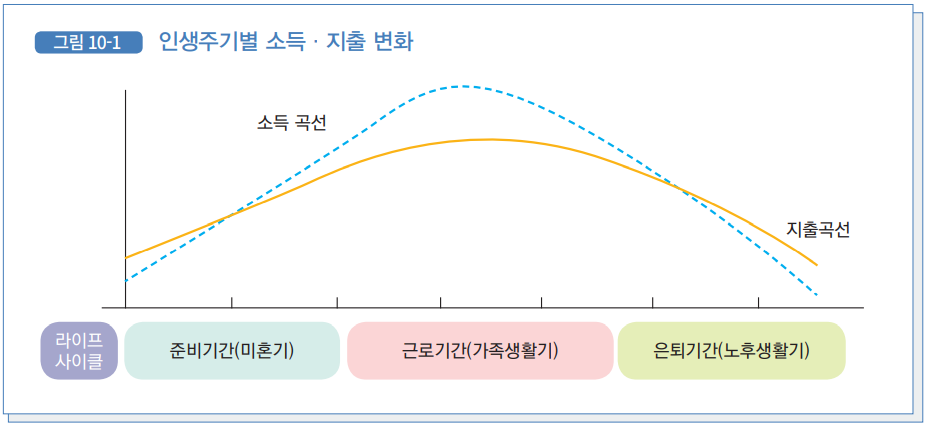 그림 10-1 인생주기별 소득 · 지출 변화
소득 곡선
지출곡선
라이프
사이클
준비기간(미혼기)
근로기간(가족생활기)
은퇴기간(노후생활기)